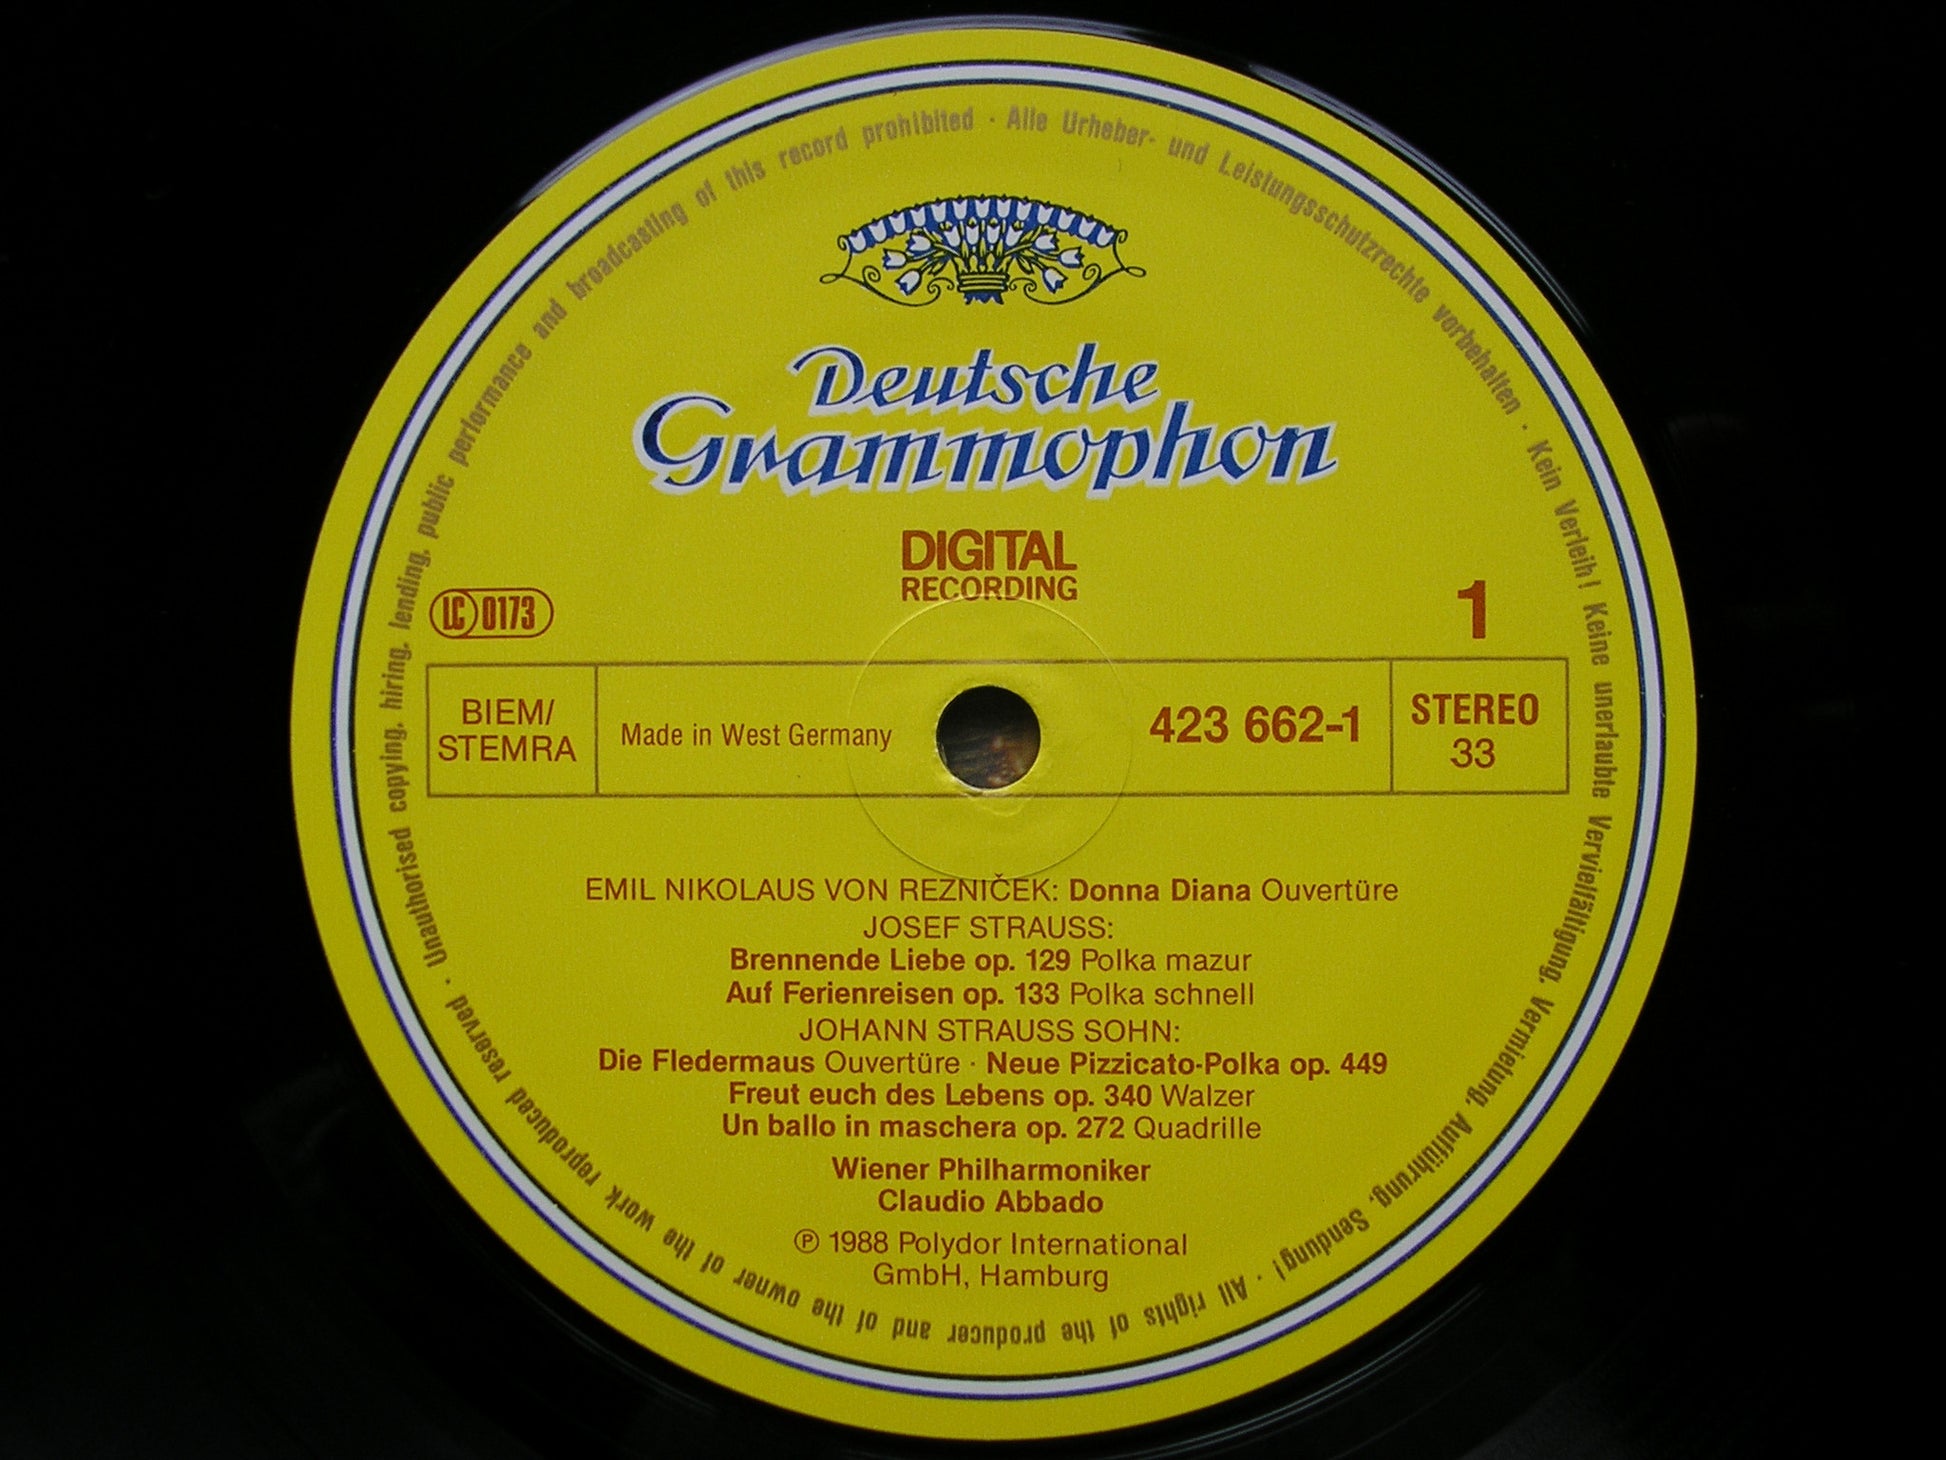 Deutsche
Grammophon
DIGITAL
RECORDING
LC 0173
1
BIEM/
STEMRA
Made in West Germany
423 662-1
STEREO
33
EMIL NIKOLAUS VON REZNIČEK: Donna Diana Ouvertüre
JOSEF STRAUSS:
Brennende Liebe op. 129 Polka mazur
Auf Ferienreisen op. 133 Polka schnell
JOHANN STRAUSS SOHN:
Die Fledermaus Ouvertüre · Neue Pizzicato-Polka op. 449
Freut euch des Lebens op. 340 Walzer
Un ballo in maschera op. 272 Quadrille
Wiener Philharmoniker
Claudio Abbado
℗ 1988 Polydor International
GmbH, Hamburg
Alle Urheber- und Leistungsschutzrechte vorbehalten · Kein Verleih! Keine unerlaubte Vervielfältigung, Vermietung, Aufführung, Sendung! · All rights of the producer and of the owner of the work reproduced reserved · Unauthorised copying, hiring, lending, public performance and broadcasting of this record prohibited ·